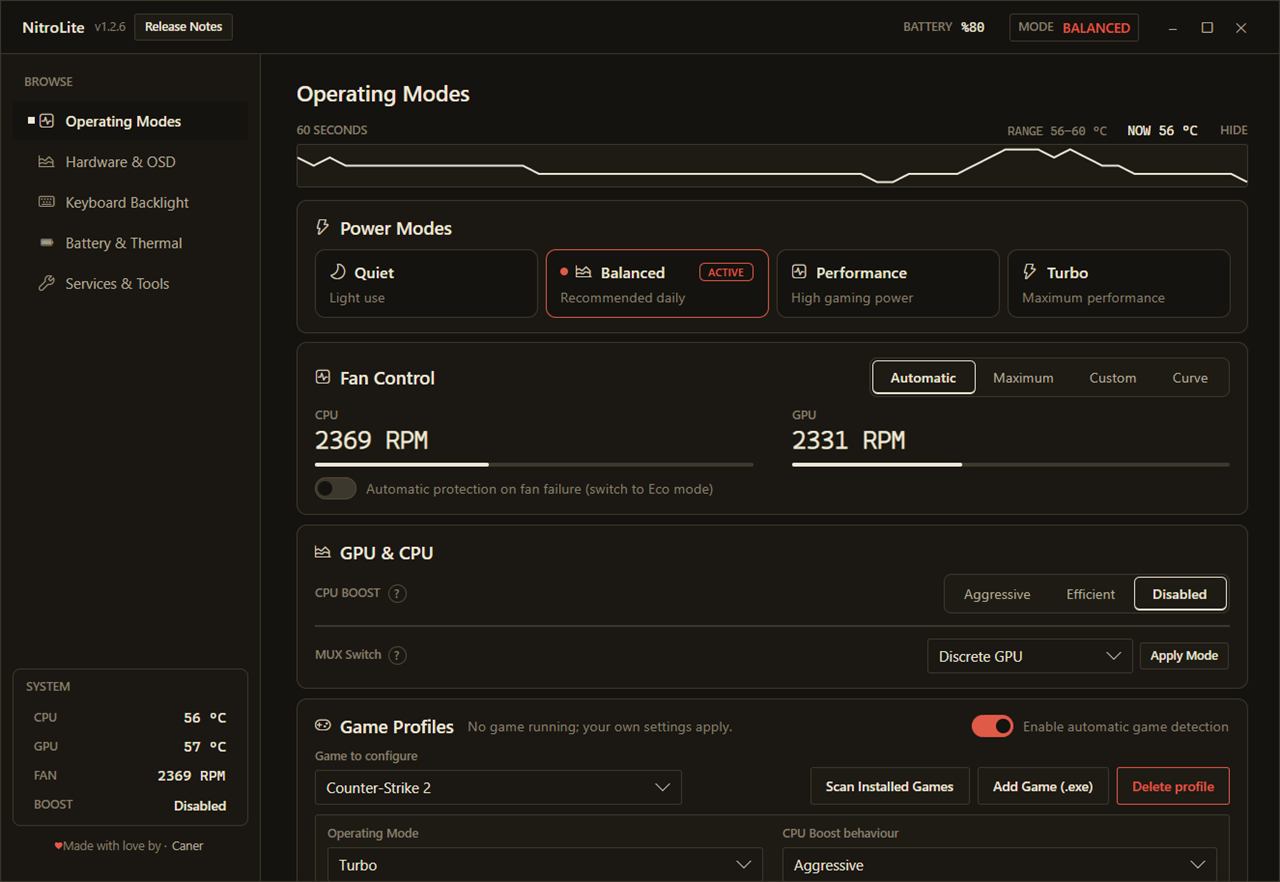 NitroLite v1.2.6 Release Notes BATTERY %80 MODE BALANCED
BROWSE
Operating Modes
Hardware & OSD
Keyboard Backlight
Battery & Thermal
Services & Tools
SYSTEM
CPU 56 °C
GPU 57 °C
FAN 2369 RPM
BOOST Disabled
Made with love by · Caner
Operating Modes
60 SECONDS RANGE 56–60 °C NOW 56 °C HIDE
Power Modes
Quiet
Light use
Balanced ACTIVE
Recommended daily
Performance
High gaming power
Turbo
Maximum performance
Fan Control Automatic Maximum Custom Curve
CPU
2369 RPM
GPU
2331 RPM
Automatic protection on fan failure (switch to Eco mode)
GPU & CPU
CPU BOOST ? Aggressive Efficient Disabled
MUX Switch ? Discrete GPU Apply Mode
Game Profiles No game running; your own settings apply. Enable automatic game detection
Game to configure
Counter-Strike 2 Scan Installed Games Add Game (.exe) Delete profile
Operating Mode
Turbo
CPU Boost behaviour
Aggressive